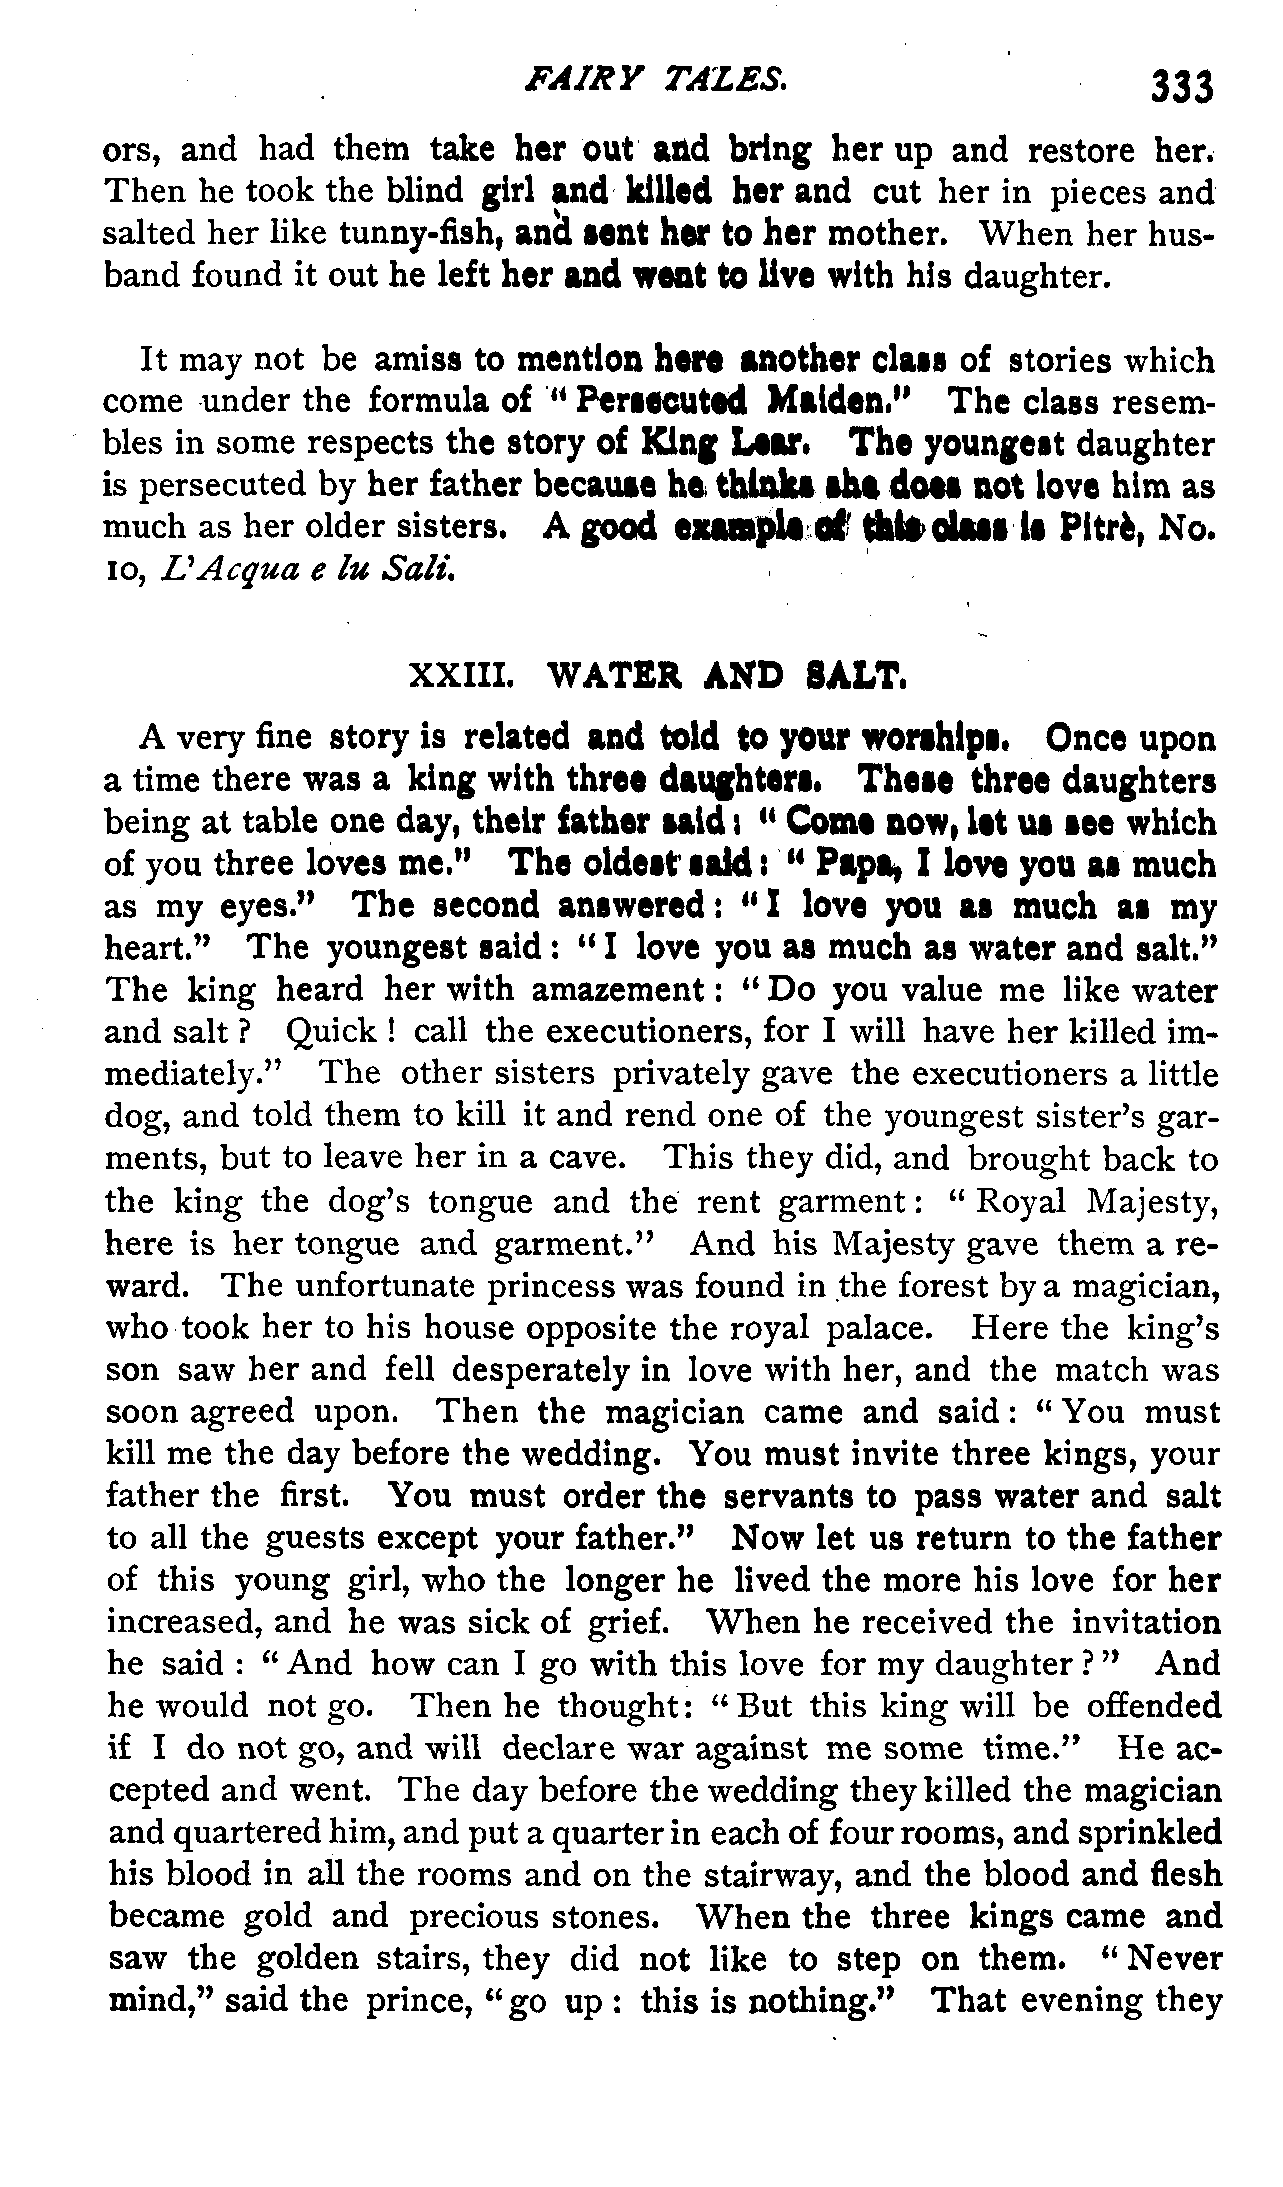 FAIRY TALES. 333
ors, and had them take her out and bring her up and restore her.
Then he took the blind girl and killed her and cut her in pieces and
salted her like tunny-fish, and sent her to her mother. When her hus-
band found it out he left her and went to live with his daughter.
It may not be amiss to mention here another class of stories which
come under the formula of "Persecuted Maiden." The class resem-
bles in some respects the story of King Lear. The youngest daughter
is persecuted by her father because he thinks she does not love him as
much as her older sisters. A good example of this class is Pitrè, No.
10, L'Acqua e lu Sali.
XXIII. WATER AND SALT.
A very fine story is related and told to your worships. Once upon
a time there was a king with three daughters. These three daughters
being at table one day, their father said: "Come now, let us see which
of you three loves me." The oldest said: "Papa, I love you as much
as my eyes." The second answered: "I love you as much as my
heart." The youngest said: "I love you as much as water and salt."
The king heard her with amazement: "Do you value me like water
and salt? Quick! call the executioners, for I will have her killed im-
mediately." The other sisters privately gave the executioners a little
dog, and told them to kill it and rend one of the youngest sister's gar-
ments, but to leave her in a cave. This they did, and brought back to
the king the dog's tongue and the rent garment: "Royal Majesty,
here is her tongue and garment." And his Majesty gave them a re-
ward. The unfortunate princess was found in the forest by a magician,
who took her to his house opposite the royal palace. Here the king's
son saw her and fell desperately in love with her, and the match was
soon agreed upon. Then the magician came and said: "You must
kill me the day before the wedding. You must invite three kings, your
father the first. You must order the servants to pass water and salt
to all the guests except your father." Now let us return to the father
of this young girl, who the longer he lived the more his love for her
increased, and he was sick of grief. When he received the invitation
he said: "And how can I go with this love for my daughter?" And
he would not go. Then he thought: "But this king will be offended
if I do not go, and will declare war against me some time." He ac-
cepted and went. The day before the wedding they killed the magician
and quartered him, and put a quarter in each of four rooms, and sprinkled
his blood in all the rooms and on the stairway, and the blood and flesh
became gold and precious stones. When the three kings came and
saw the golden stairs, they did not like to step on them. "Never
mind," said the prince, "go up: this is nothing." That evening they